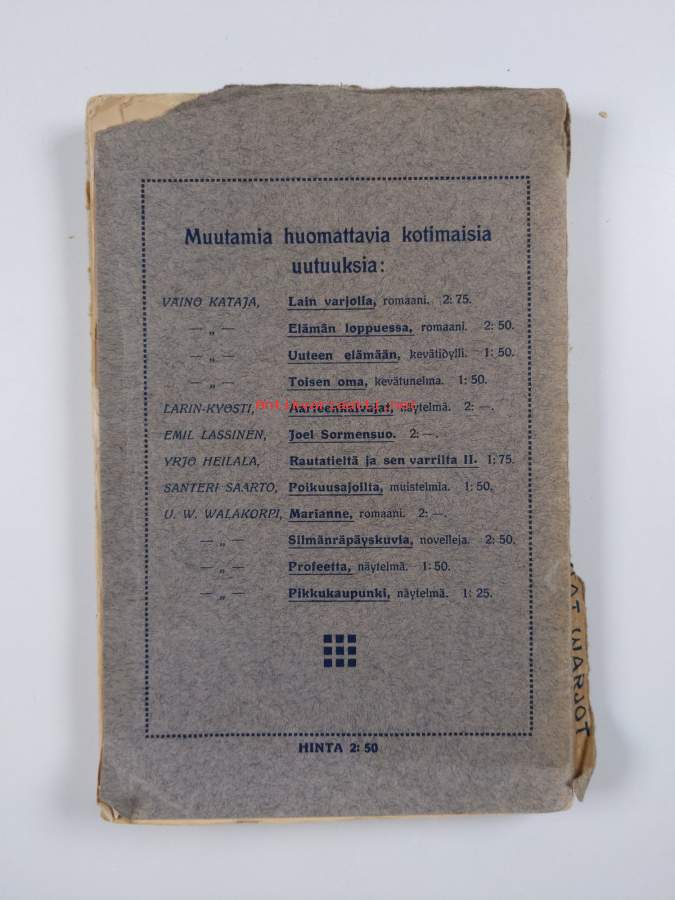 Muutamia huomattavia kotimaisia
uutuuksia:
VÄINÖ KATAJA, Lain varjolla, romaani. 2: 75.
— „ — Elämän loppuessa, romaani. 2: 50.
— „ — Uuteen elämään, kevätidylli. 1: 50.
— „ — Toisen oma, kevätunelma. 1: 50.
LARIN-KYÖSTI, Aarteenkaivajat, näytelmä. 2: —.
EMIL LASSINEN, Joel Sormensuo. 2: —.
YRJÖ HEILALA, Rautatieltä ja sen varrilta II. 1: 75.
SANTERI SAARTO, Poikuusajoilta, muistelmia. 1: 50.
U. W. WALAKORPI, Marianne, romaani. 2: —.
— „ — Silmänräpäyskuvia, novelleja. 2: 50.
— „ — Profeetta, näytelmä. 1: 50.
— „ — Pikkukaupunki, näytelmä. 1: 25.
HINTA 2: 50
WARJOT